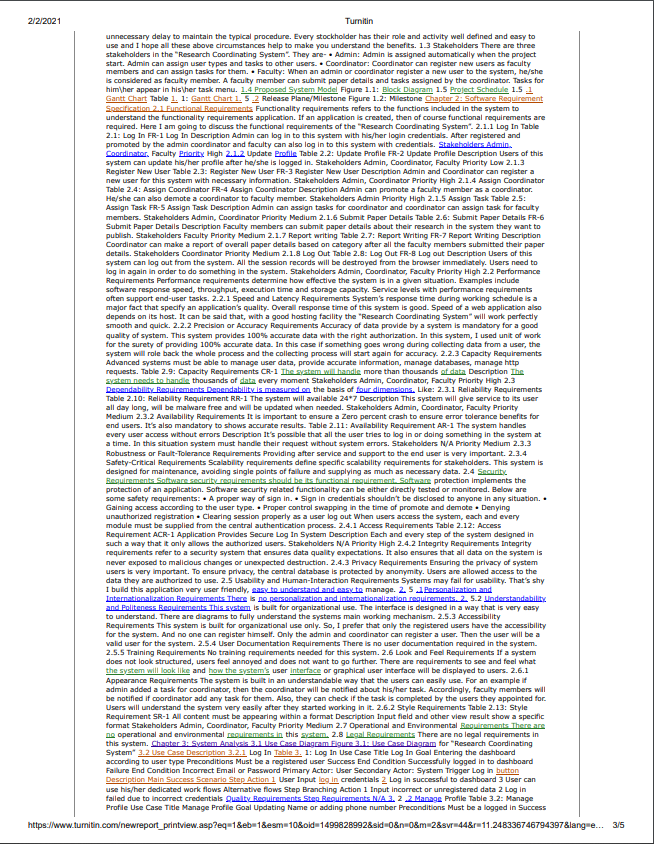 2/2/2021 Turnitin
unnecessary delay to maintain the typical procedure. Every stockholder has their role and activity well defined and easy to
use and I hope all these above circumstances help to make you understand the benefits. 1.3 Stakeholders There are three
stakeholders in the “Research Coordinating System”. They are- • Admin: Admin is assigned automatically when the project
start. Admin can assign user types and tasks to other users. • Coordinator: Coordinator can register new users as faculty
members and can assign tasks for them. • Faculty: When an admin or coordinator register a new user to the system, he/she
is considered as faculty member. A faculty member can submit paper details and tasks assigned by the coordinator. Tasks for
him\her appear in his\her task menu. 1.4 Proposed System Model Figure 1.1: Block Diagram 1.5 Project Schedule 1.5 .1
Gantt Chart Table 1. 1: Gantt Chart 1. 5 .2 Release Plane/Milestone Figure 1.2: Milestone Chapter 2: Software Requirement
Specification 2.1 Functional Requirements Functionality requirements refers to the functions included in the system to
understand the functionality requirements application. If an application is created, then of course functional requirements are
required. Here I am going to discuss the functional requirements of the “Research Coordinating System”. 2.1.1 Log In Table
2.1: Log In FR-1 Log In Description Admin can log in to this system with his/her login credentials. After registered and
promoted by the admin coordinator and faculty can also log in to this system with credentials. Stakeholders Admin,
Coordinator, Faculty Priority High 2.1.2 Update Profile Table 2.2: Update Profile FR-2 Update Profile Description Users of this
system can update his/her profile after he/she is logged in. Stakeholders Admin, Coordinator, Faculty Priority Low 2.1.3
Register New User Table 2.3: Register New User FR-3 Register New User Description Admin and Coordinator can register a
new user for this system with necessary information. Stakeholders Admin, Coordinator Priority High 2.1.4 Assign Coordinator
Table 2.4: Assign Coordinator FR-4 Assign Coordinator Description Admin can promote a faculty member as a coordinator.
He/she can also demote a coordinator to faculty member. Stakeholders Admin Priority High 2.1.5 Assign Task Table 2.5:
Assign Task FR-5 Assign Task Description Admin can assign tasks for coordinator and coordinator can assign task for faculty
members. Stakeholders Admin, Coordinator Priority Medium 2.1.6 Submit Paper Details Table 2.6: Submit Paper Details FR-6
Submit Paper Details Description Faculty members can submit paper details about their research in the system they want to
publish. Stakeholders Faculty Priority Medium 2.1.7 Report writing Table 2.7: Report Writing FR-7 Report Writing Description
Coordinator can make a report of overall paper details based on category after all the faculty members submitted their paper
details. Stakeholders Coordinator Priority Medium 2.1.8 Log Out Table 2.8: Log Out FR-8 Log out Description Users of this
system can log out from the system. All the session records will be destroyed from the browser immediately. Users need to
log in again in order to do something in the system. Stakeholders Admin, Coordinator, Faculty Priority High 2.2 Performance
Requirements Performance requirements determine how effective the system is in a given situation. Examples include
software response speed, throughput, execution time and storage capacity. Service levels with performance requirements
often support end-user tasks. 2.2.1 Speed and Latency Requirements System’s response time during working schedule is a
major fact that specify an application’s quality. Overall response time of this system is good. Speed of a web application also
depends on its host. It can be said that, with a good hosting facility the “Research Coordinating System” will work perfectly
smooth and quick. 2.2.2 Precision or Accuracy Requirements Accuracy of data provide by a system is mandatory for a good
quality of system. This system provides 100% accurate data with the right authorization. In this system, I used unit of work
for the surety of providing 100% accurate data. In this case if something goes wrong during collecting data from a user, the
system will role back the whole process and the collecting process will start again for accuracy. 2.2.3 Capacity Requirements
Advanced systems must be able to manage user data, provide accurate information, manage databases, manage http
requests. Table 2.9: Capacity Requirements CR-1 The system will handle more than thousands of data Description The
system needs to handle thousands of data every moment Stakeholders Admin, Coordinator, Faculty Priority High 2.3
Dependability Requirements Dependability is measured on the basis of four dimensions. Like: 2.3.1 Reliability Requirements
Table 2.10: Reliability Requirement RR-1 The system will available 24*7 Description This system will give service to its user
all day long, will be malware free and will be updated when needed. Stakeholders Admin, Coordinator, Faculty Priority
Medium 2.3.2 Availability Requirements It is important to ensure a Zero percent crash to ensure error tolerance benefits for
end users. It’s also mandatory to shows accurate results. Table 2.11: Availability Requirement AR-1 The system handles
every user access without errors Description It’s possible that all the user tries to log in or doing something in the system at
a time. In this situation system must handle their request without system errors. Stakeholders N/A Priority Medium 2.3.3
Robustness or Fault-Tolerance Requirements Providing after service and support to the end user is very important. 2.3.4
Safety-Critical Requirements Scalability requirements define specific scalability requirements for stakeholders. This system is
designed for maintenance, avoiding single points of failure and supplying as much as necessary data. 2.4 Security
Requirements Software security requirements should be its functional requirement. Software protection implements the
protection of an application. Software security related functionality can be either directly tested or monitored. Below are
some safety requirements: • A proper way of sign in. • Sign in credentials shouldn’t be disclosed to anyone in any situation. •
Gaining access according to the user type. • Proper control swapping in the time of promote and demote • Denying
unauthorized registration • Clearing session properly as a user log out When users access the system, each and every
module must be supplied from the central authentication process. 2.4.1 Access Requirements Table 2.12: Access
Requirement ACR-1 Application Provides Secure Log In System Description Each and every step of the system designed in
such a way that it only allows the authorized users. Stakeholders N/A Priority High 2.4.2 Integrity Requirements Integrity
requirements refer to a security system that ensures data quality expectations. It also ensures that all data on the system is
never exposed to malicious changes or unexpected destruction. 2.4.3 Privacy Requirements Ensuring the privacy of system
users is very important. To ensure privacy, the central database is protected by anonymity. Users are allowed to access to the
data they are authorized to use. 2.5 Usability and Human-Interaction Requirements Systems may fail for usability. That’s shy
I build this application very user friendly, easy to understand and easy to manage. 2. 5 .1Personalization and
Internationalization Requirements There is no personalization and internationalization requirements. 2. 5.2 Understandability
and Politeness Requirements This system is built for organizational use. The interface is designed in a way that is very easy
to understand. There are diagrams to fully understand the systems main working mechanism. 2.5.3 Accessibility
Requirements This system is built for organizational use only. So, I prefer that only the registered users have the accessibility
for the system. And no one can register himself. Only the admin and coordinator can register a user. Then the user will be a
valid user for the system. 2.5.4 User Documentation Requirements There is no user documentation required in the system.
2.5.5 Training Requirements No training requirements needed for this system. 2.6 Look and Feel Requirements If a system
does not look structured, users feel annoyed and does not want to go further. There are requirements to see and feel what
the system will look like and how the system’s user interface or graphical user interface will be displayed to users. 2.6.1
Appearance Requirements The system is built in an understandable way that the users can easily use. For an example if
admin added a task for coordinator, then the coordinator will be notified about his/her task. Accordingly, faculty members will
be notified if coordinator add any task for them. Also, they can check if the task is completed by the users they appointed for.
Users will understand the system very easily after they started working in it. 2.6.2 Style Requirements Table 2.13: Style
Requirement SR-1 All content must be appearing within a format Description Input field and other view result show a specific
format Stakeholders Admin, Coordinator, Faculty Priority Medium 2.7 Operational and Environmental Requirements There are
no operational and environmental requirements in this system. 2.8 Legal Requirements There are no legal requirements in
this system. Chapter 3: System Analysis 3.1 Use Case Diagram Figure 3.1: Use Case Diagram for “Research Coordinating
System” 3.2 Use Case Description 3.2.1 Log In Table 3. 1: Log In Use Case Title Log In Goal Entering the dashboard
according to user type Preconditions Must be a registered user Success End Condition Successfully logged in to dashboard
Failure End Condition Incorrect Email or Password Primary Actor: User Secondary Actor: System Trigger Log in button
Description Main Success Scenario Step Action 1 User Input log in credentials 2 Log in successful to dashboard 3 User can
use his/her dedicated work flows Alternative flows Step Branching Action 1 Input incorrect or unregistered data 2 Log in
failed due to incorrect credentials Quality Requirements Step Requirements N/A 3. 2 .2 Manage Profile Table 3.2: Manage
Profile Use Case Title Manage Profile Goal Updating Name or adding phone number Preconditions Must be a logged in Success
https://www.turnitin.com/newreport_printview.asp?eq=1&eb=1&esm=10&oid=1499828992&sid=0&n=0&m=2&svr=44&r=11.248336746794397&lang=e… 3/5